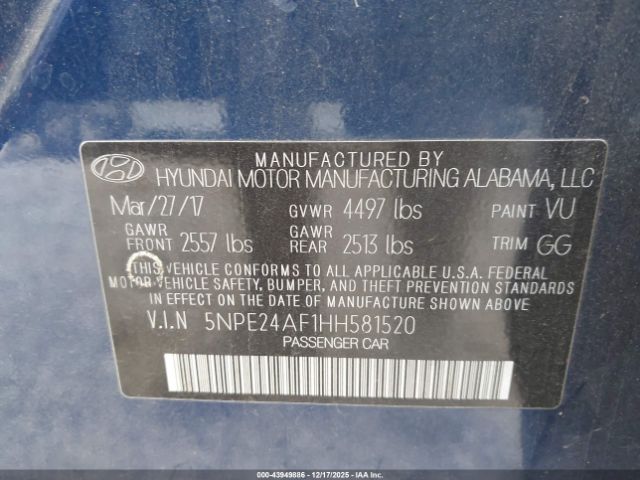 MANUFACTURED BY
HYUNDAI MOTOR MANUFACTURING ALABAMA, LLC
Mar/27/17 GVWR 4497 lbs PAINT VU
GAWR FRONT 2557 lbs GAWR REAR 2513 lbs TRIM GG
THIS VEHICLE CONFORMS TO ALL APPLICABLE U.S.A. FEDERAL
MOTOR VEHICLE SAFETY, BUMPER, AND THEFT PREVENTION STANDARDS
IN EFFECT ON THE DATE OF MANUFACTURE SHOWN ABOVE.
V.I.N 5NPE24AF1HH581520
PASSENGER CAR
000-43949886 - 12/17/2025 - COPYRIGHT IAA, LLC.